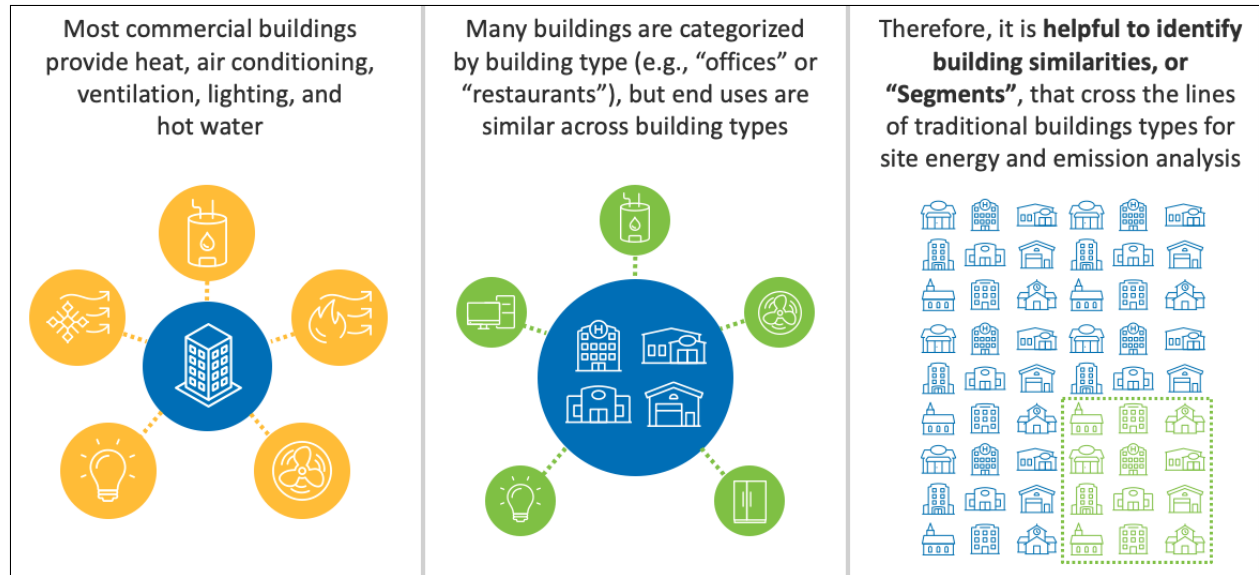 Most commercial buildings
provide heat, air conditioning,
ventilation, lighting, and
hot water
Many buildings are categorized
by building type (e.g., “offices” or
“restaurants”), but end uses are
similar across building types
Therefore, it is helpful to identify
building similarities, or
“Segments”, that cross the lines
of traditional buildings types for
site energy and emission analysis